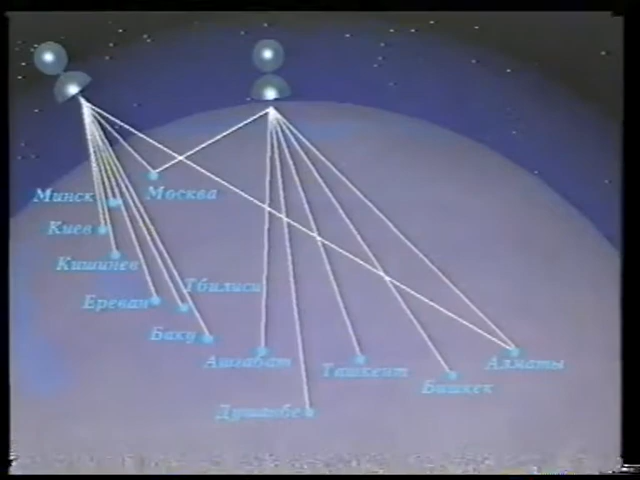 Минск
Москва
Киев
Кишинев
Тбилиси
Ереван
Баку
Ашгабат
Ташкент
Алматы
Бишкек
Душанбе